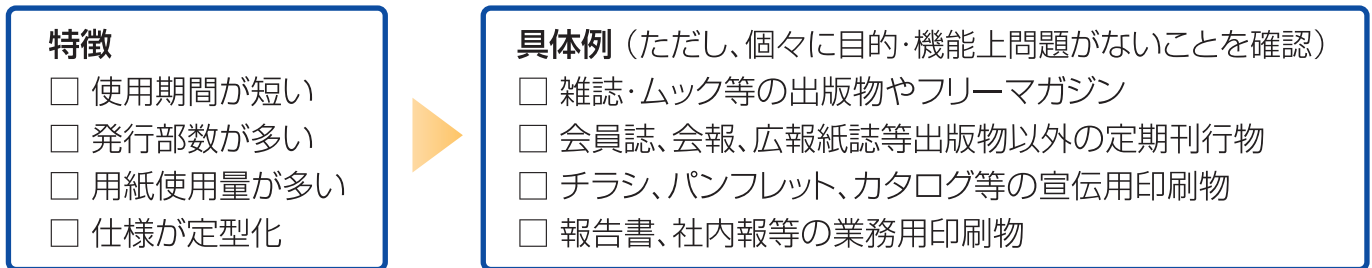 特徴
□ 使用期間が短い
□ 発行部数が多い
□ 用紙使用量が多い
□ 仕様が定型化
具体例（ただし、個々に目的・機能上問題がないことを確認）
□ 雑誌・ムック等の出版物やフリーマガジン
□ 会員誌、会報、広報紙誌等出版物以外の定期刊行物
□ チラシ、パンフレット、カタログ等の宣伝用印刷物
□ 報告書、社内報等の業務用印刷物